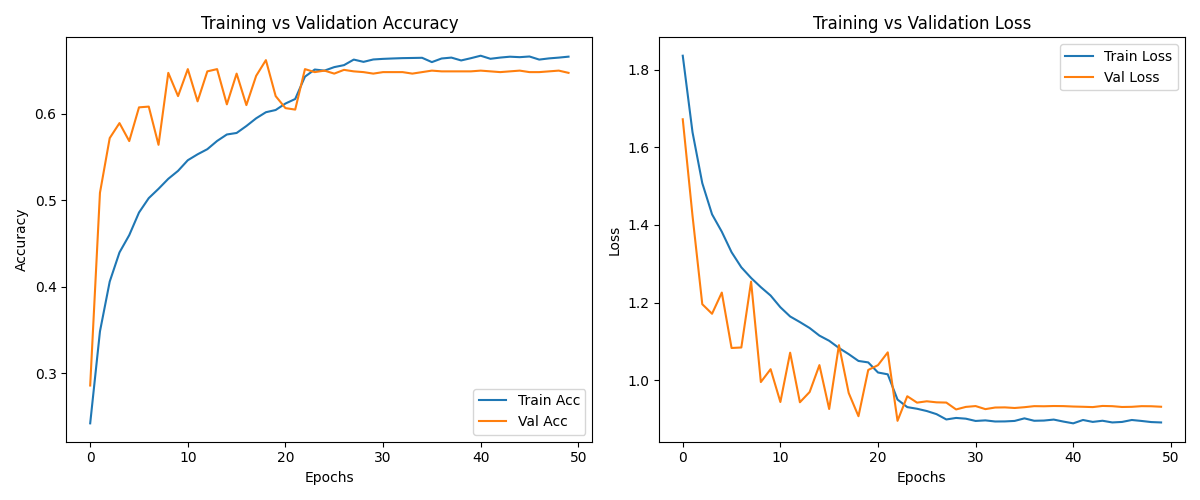 Training vs Validation Accuracy
Accuracy
0.6
0.5
0.4
0.3
Train Acc
Val Acc
0 10 20 30 40 50
Epochs
Training vs Validation Loss
Loss
1.8
1.6
1.4
1.2
1.0
Train Loss
Val Loss
0 10 20 30 40 50
Epochs